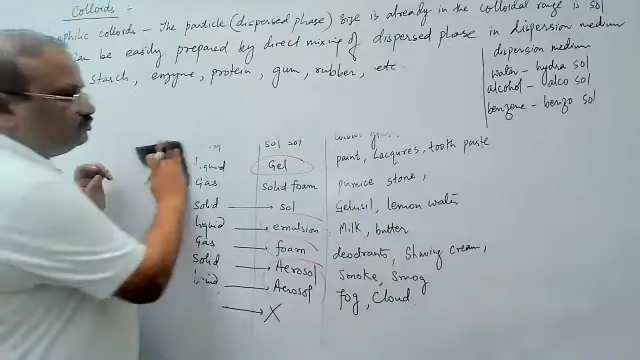 Colloids :-
philic colloids - The particle (dispersed phase) size is already in the colloidal range is sol
can be easily prepared by direct mixing of dispersed phase in dispersion medium
starch, enzyme, protein, gum, rubber, etc.
dispersion medium
water - hydra sol
alcohol - alco sol
benzene - benzo sol
sol
liquid Gel paint, Lacqures, tooth paste
Gas Solid foam pumice stone,
Solid → sol Gelusil, lemon water
liquid → emulsion Milk, butter
Gas → foam deodrants, Shaving cream,
Solid → Aerosol Smoke, Smog
→ Aerosol Fog, Cloud
→ X